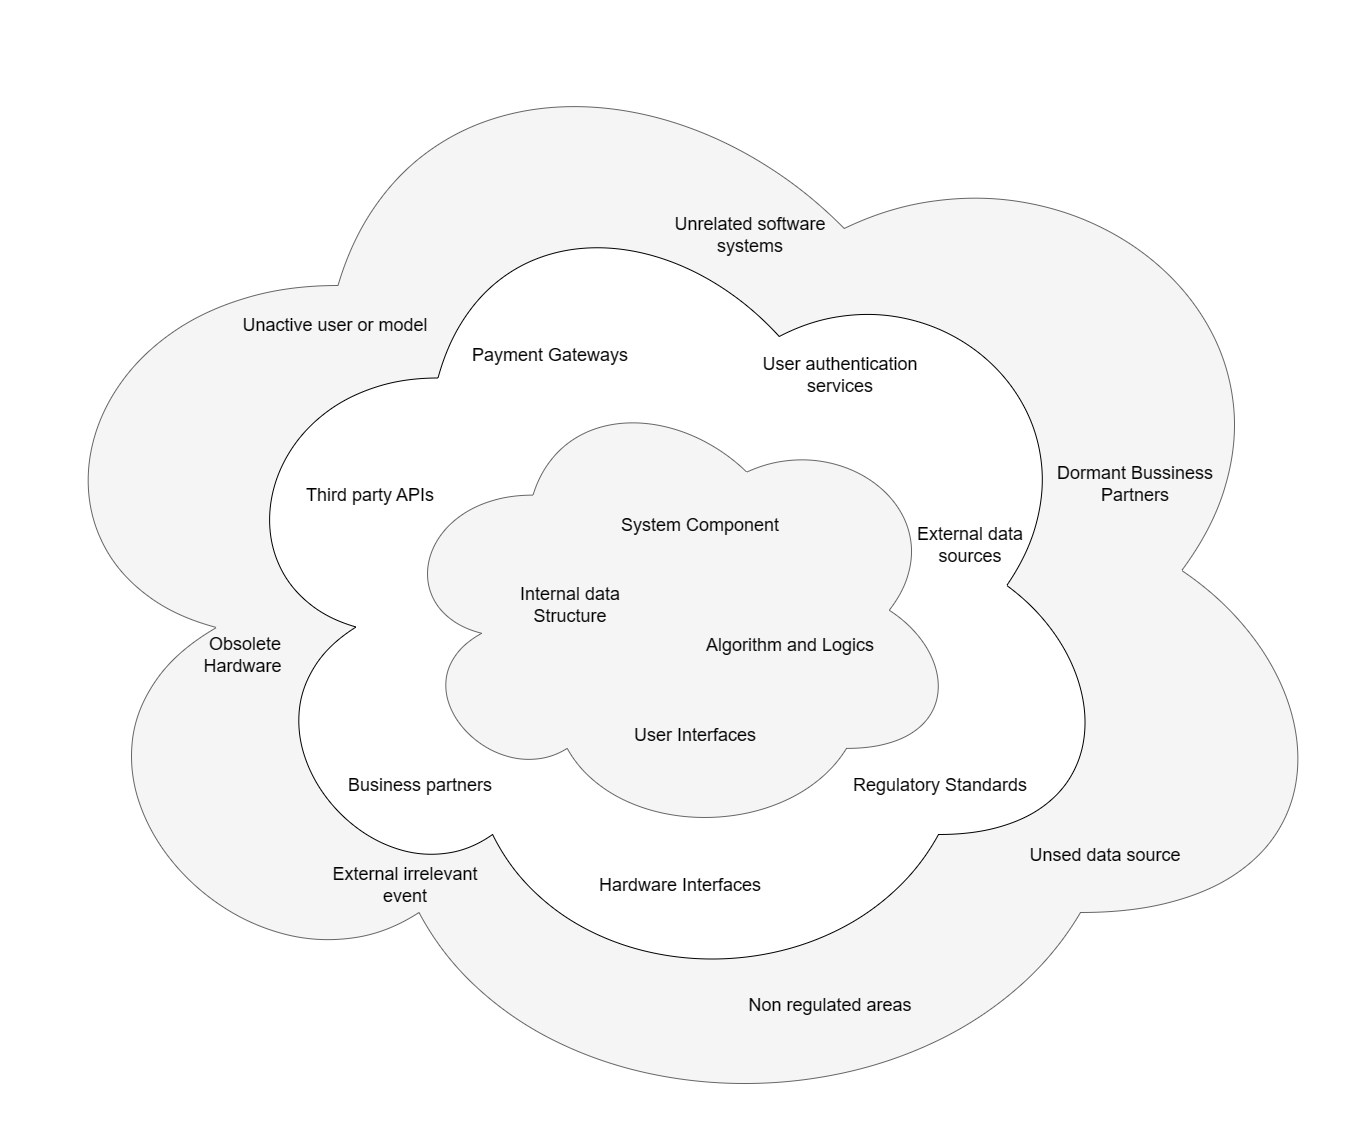 Unrelated software
systems
Unactive user or model
Payment Gateways
User authentication
services
Third party APIs
Dormant Bussiness
Partners
System Component
External data
sources
Internal data
Structure
Obsolete
Hardware
Algorithm and Logics
User Interfaces
Business partners
Regulatory Standards
Unsed data source
External irrelevant
event
Hardware Interfaces
Non regulated areas